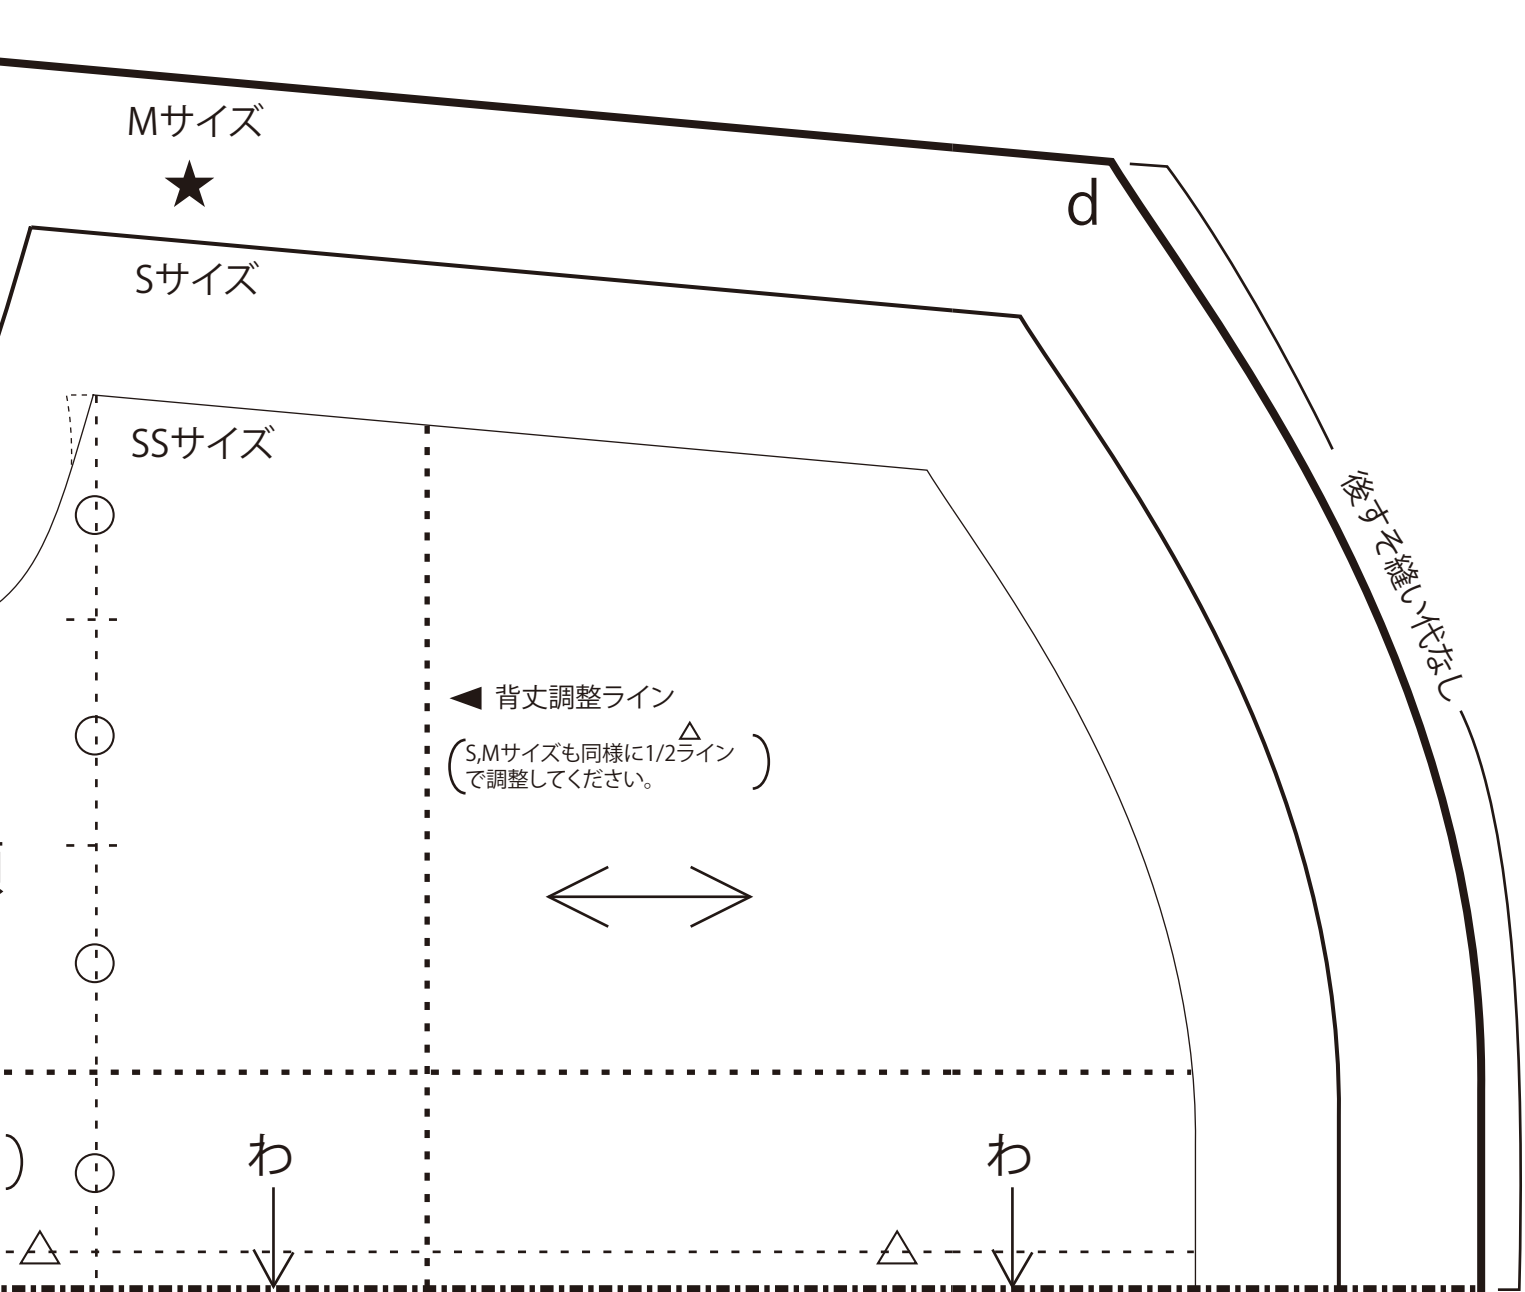 Mサイズ
★
d
Sサイズ
SSサイズ
後すそ縫い代なし
背丈調整ライン
(S,Mサイズも同様に1/2ライン
で調整してください。)
わ
わ